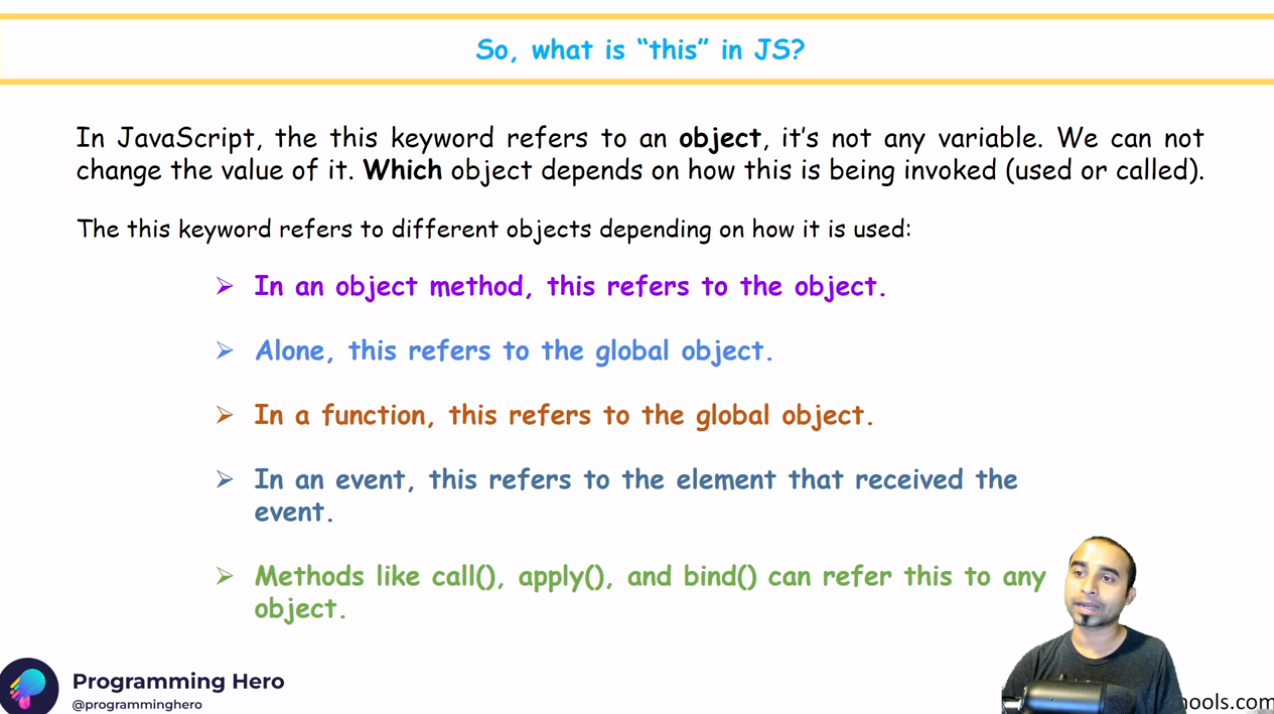 So, what is “this” in JS?
In JavaScript, the this keyword refers to an object, it’s not any variable. We can not
change the value of it. Which object depends on how this is being invoked (used or called).
The this keyword refers to different objects depending on how it is used:
➢ In an object method, this refers to the object.
➢ Alone, this refers to the global object.
➢ In a function, this refers to the global object.
➢ In an event, this refers to the element that received the
event.
➢ Methods like call(), apply(), and bind() can refer this to any
object.
Programming Hero
@programminghero